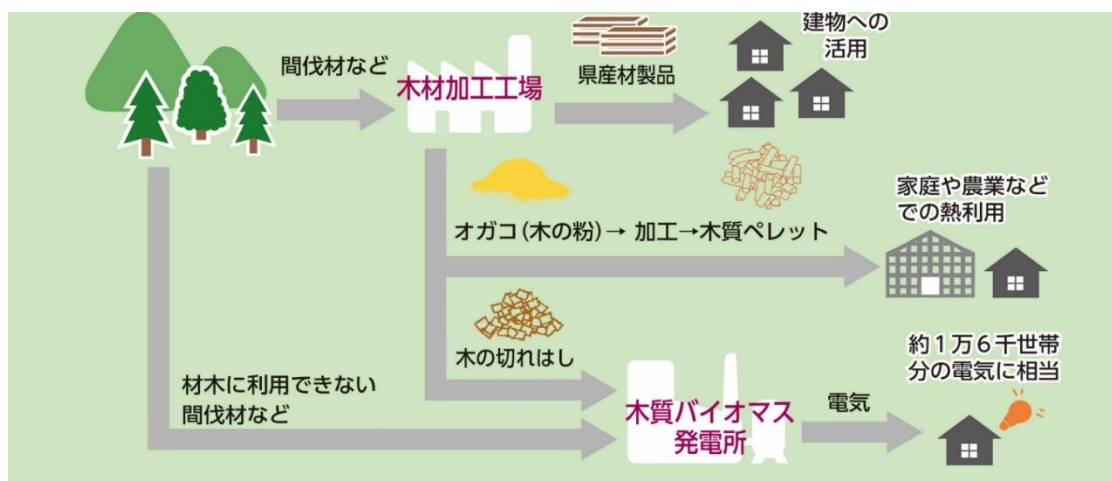 建物への
活用
間伐材など
木材加工工場
県産材製品
家庭や農業など
での熱利用
オガコ(木の粉)→ 加工→木質ペレット
木の切れはし
材木に利用できない
間伐材など
約1万6千世帯
分の電気に相当
木質バイオマス
発電所
電気